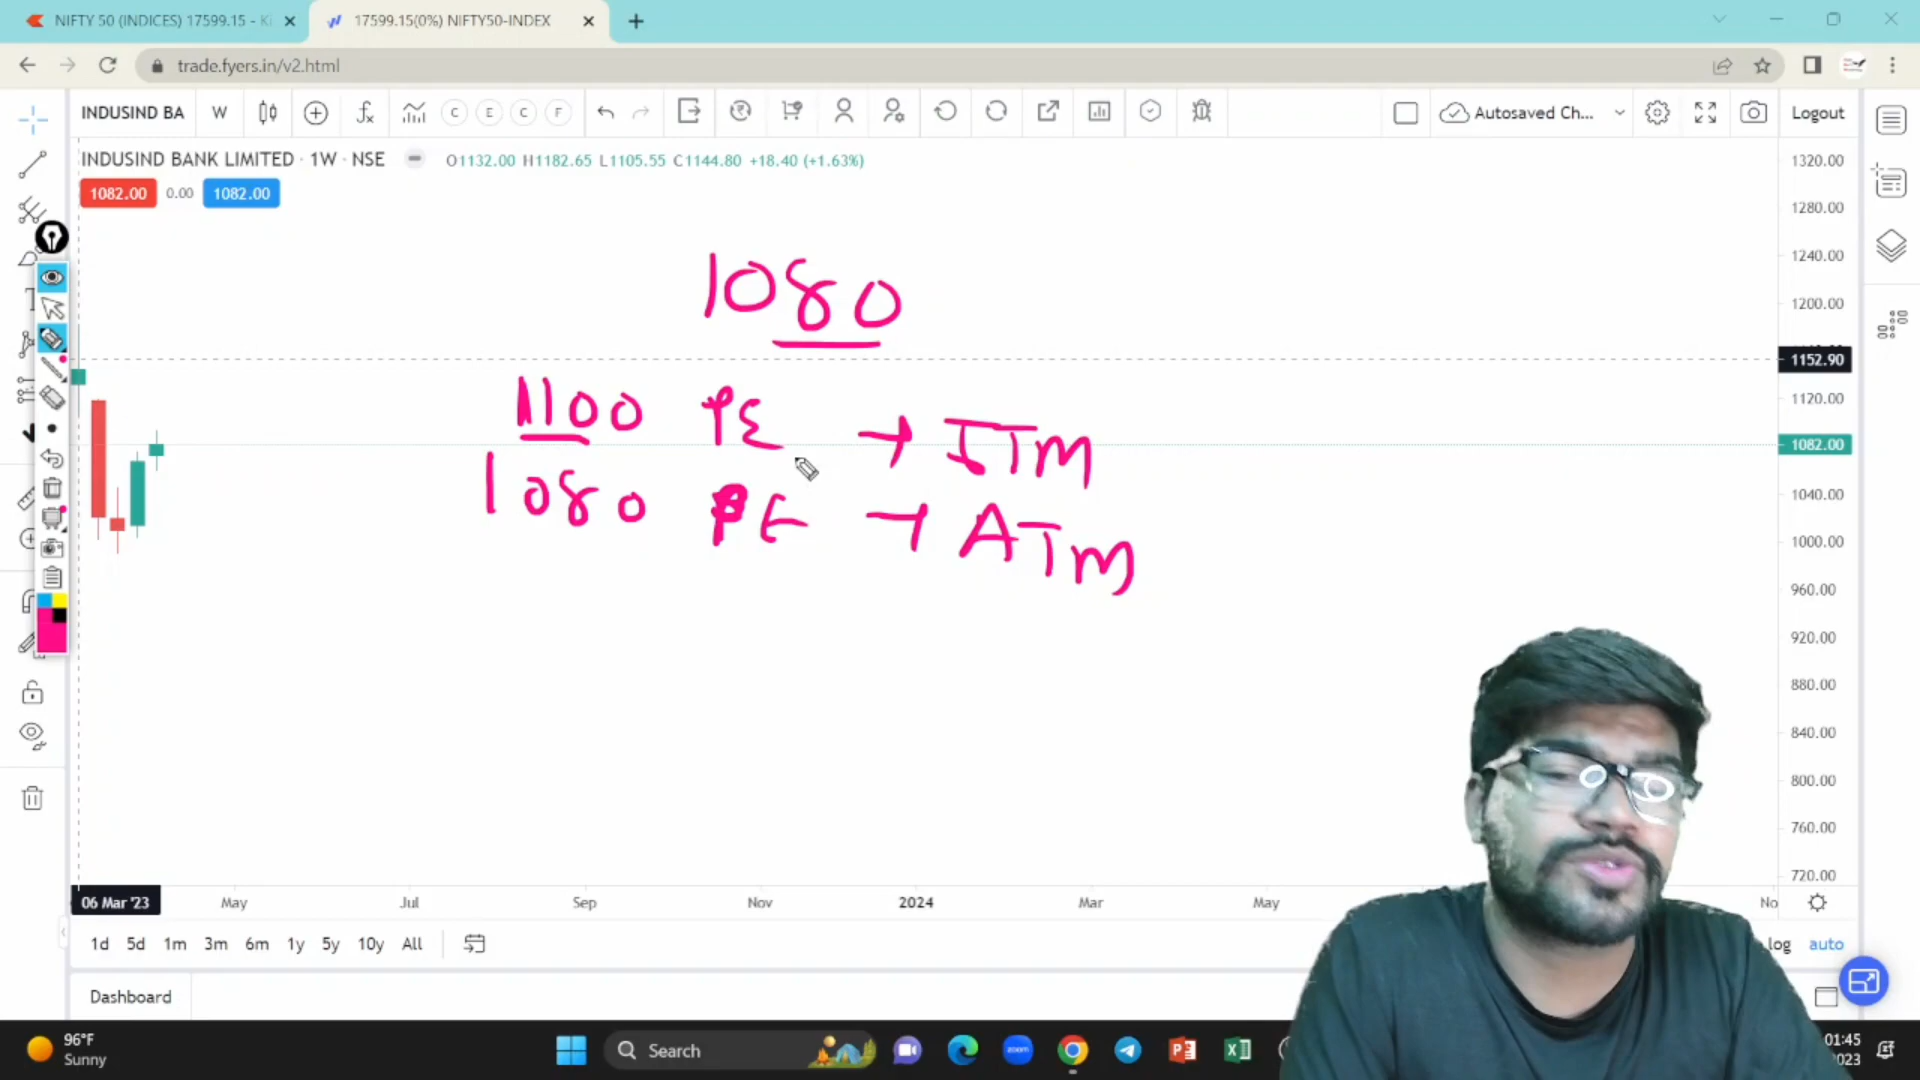 NIFTY 50 (INDICES) 17599.15 - Ki
17599.15(0%) NIFTY50-INDEX
trade.fyers.in/v2.html
INDUSIND BA W C E C F Autosaved Ch... Logout
INDUSIND BANK LIMITED · 1W · NSE O1132.00 H1182.65 L1105.55 C1144.80 +18.40 (+1.63%)
1082.00 0.00 1082.00
1320.00
1280.00
1240.00
1200.00
1152.90
1120.00
1082.00
1040.00
1000.00
960.00
920.00
880.00
840.00
800.00
760.00
720.00
1080
1100 PE → ITM
1080 PE → ATM
06 Mar '23 May Jul Sep Nov 2024 Mar May No
1d 5d 1m 3m 6m 1y 5y 10y All log auto
Dashboard
96°F
Sunny
Search
zoom
01:45
023